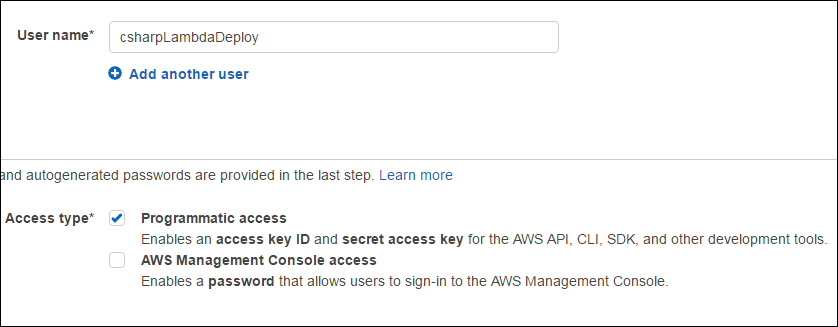 User name*
csharpLambdaDeploy
Add another user
and autogenerated passwords are provided in the last step. Learn more
Access type*
Programmatic access
Enables an access key ID and secret access key for the AWS API, CLI, SDK, and other development tools.
AWS Management Console access
Enables a password that allows users to sign-in to the AWS Management Console.